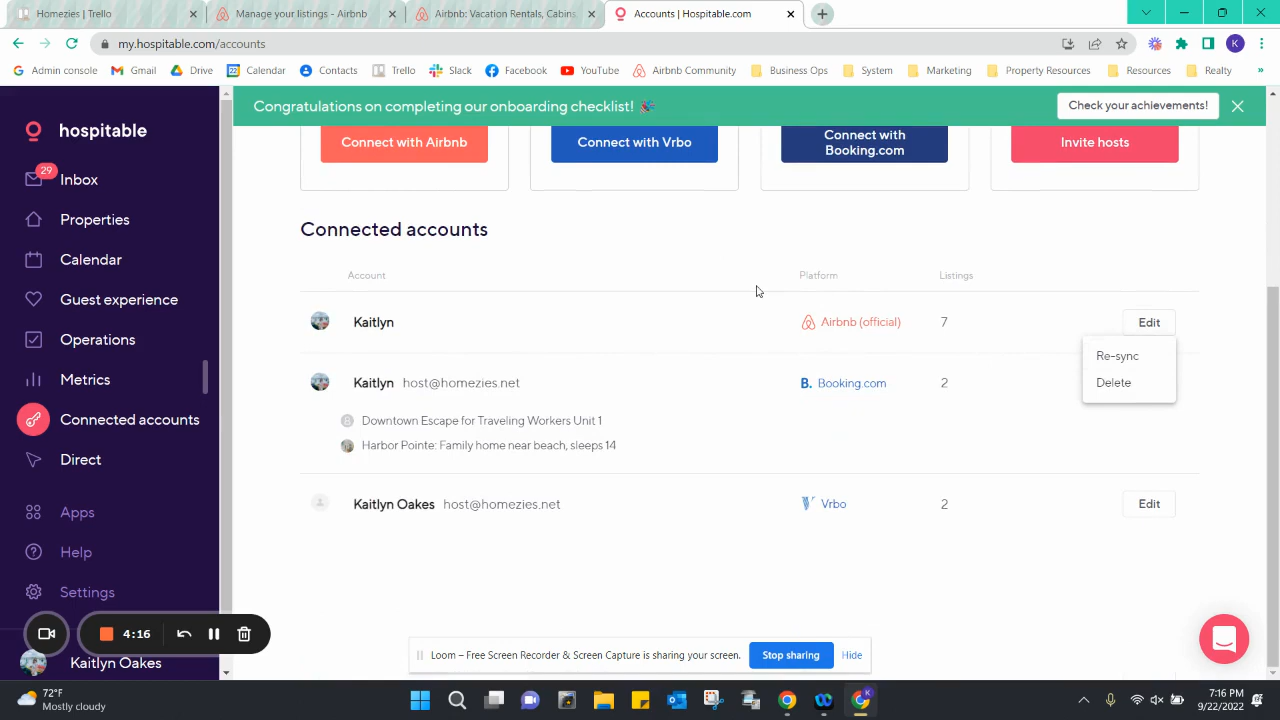 Homezies | Trello
Manage your listings - Airbnb
Airbnb: Vacation Rentals, Cabins,
Accounts | Hospitable.com
my.hospitable.com/accounts
K
Admin console
Gmail
Drive
Calendar
Contacts
Trello
Slack
Facebook
YouTube
Airbnb Community
Business Ops
System
Marketing
Property Resources
Resources
Realty
»
hospitable
29
Inbox
Properties
Calendar
Guest experience
Operations
Metrics
Connected accounts
Direct
Apps
Help
Settings
Kaitlyn Oakes
4:16
Congratulations on completing our onboarding checklist! 🎉
Check your achievements!
Connect with Airbnb
Connect with Vrbo
Connect with
Booking.com
Invite hosts
Connected accounts
Account Platform Listings
Kaitlyn Airbnb (official) 7 Edit
Re-sync
Delete
Kaitlyn host@homezies.net B. Booking.com 2
Downtown Escape for Traveling Workers Unit 1
Harbor Pointe: Family home near beach, sleeps 14
Kaitlyn Oakes host@homezies.net Vrbo 2 Edit
Loom – Free Screen Recorder & Screen Capture is sharing your screen.
Stop sharing
Hide
72°F
Mostly cloudy
7:16 PM
9/22/2022